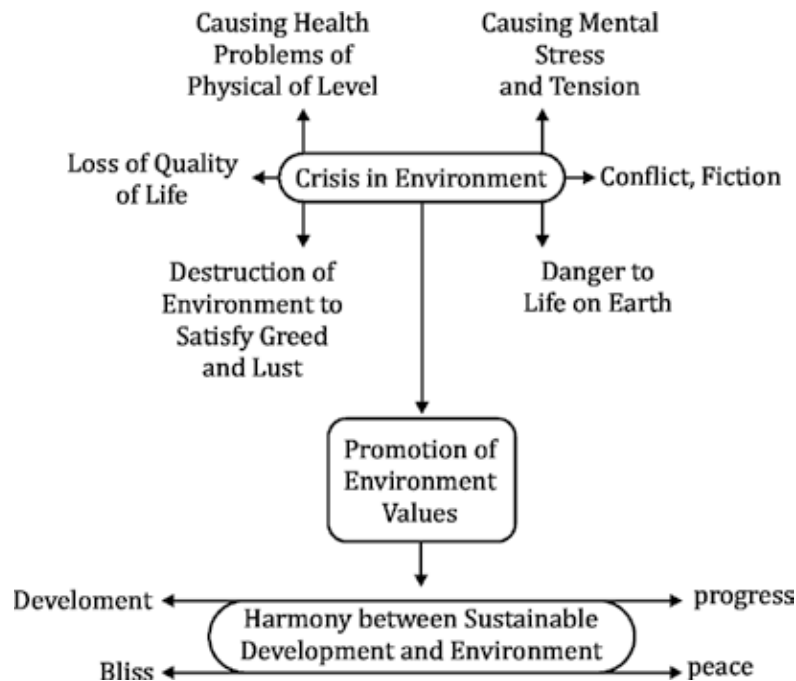 Causing Health
Problems of
Physical of Level
Causing Mental
Stress
and Tension
Loss of Quality
of Life
Crisis in Environment
Conflict, Fiction
Destruction of
Environment to
Satisfy Greed
and Lust
Danger to
Life on Earth
Promotion of
Environment
Values
Develoment
progress
Harmony between Sustainable
Development and Environment
Bliss
peace